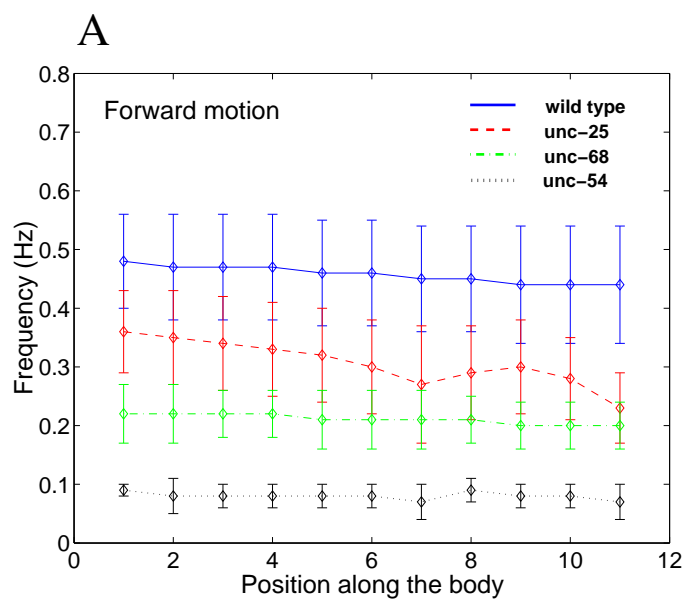 A
0.8
0.7
0.6
0.5
0.4
0.3
0.2
0.1
0
Frequency (Hz)
Forward motion
wild type
unc-25
unc-68
unc-54
0 2 4 6 8 10 12
Position along the body